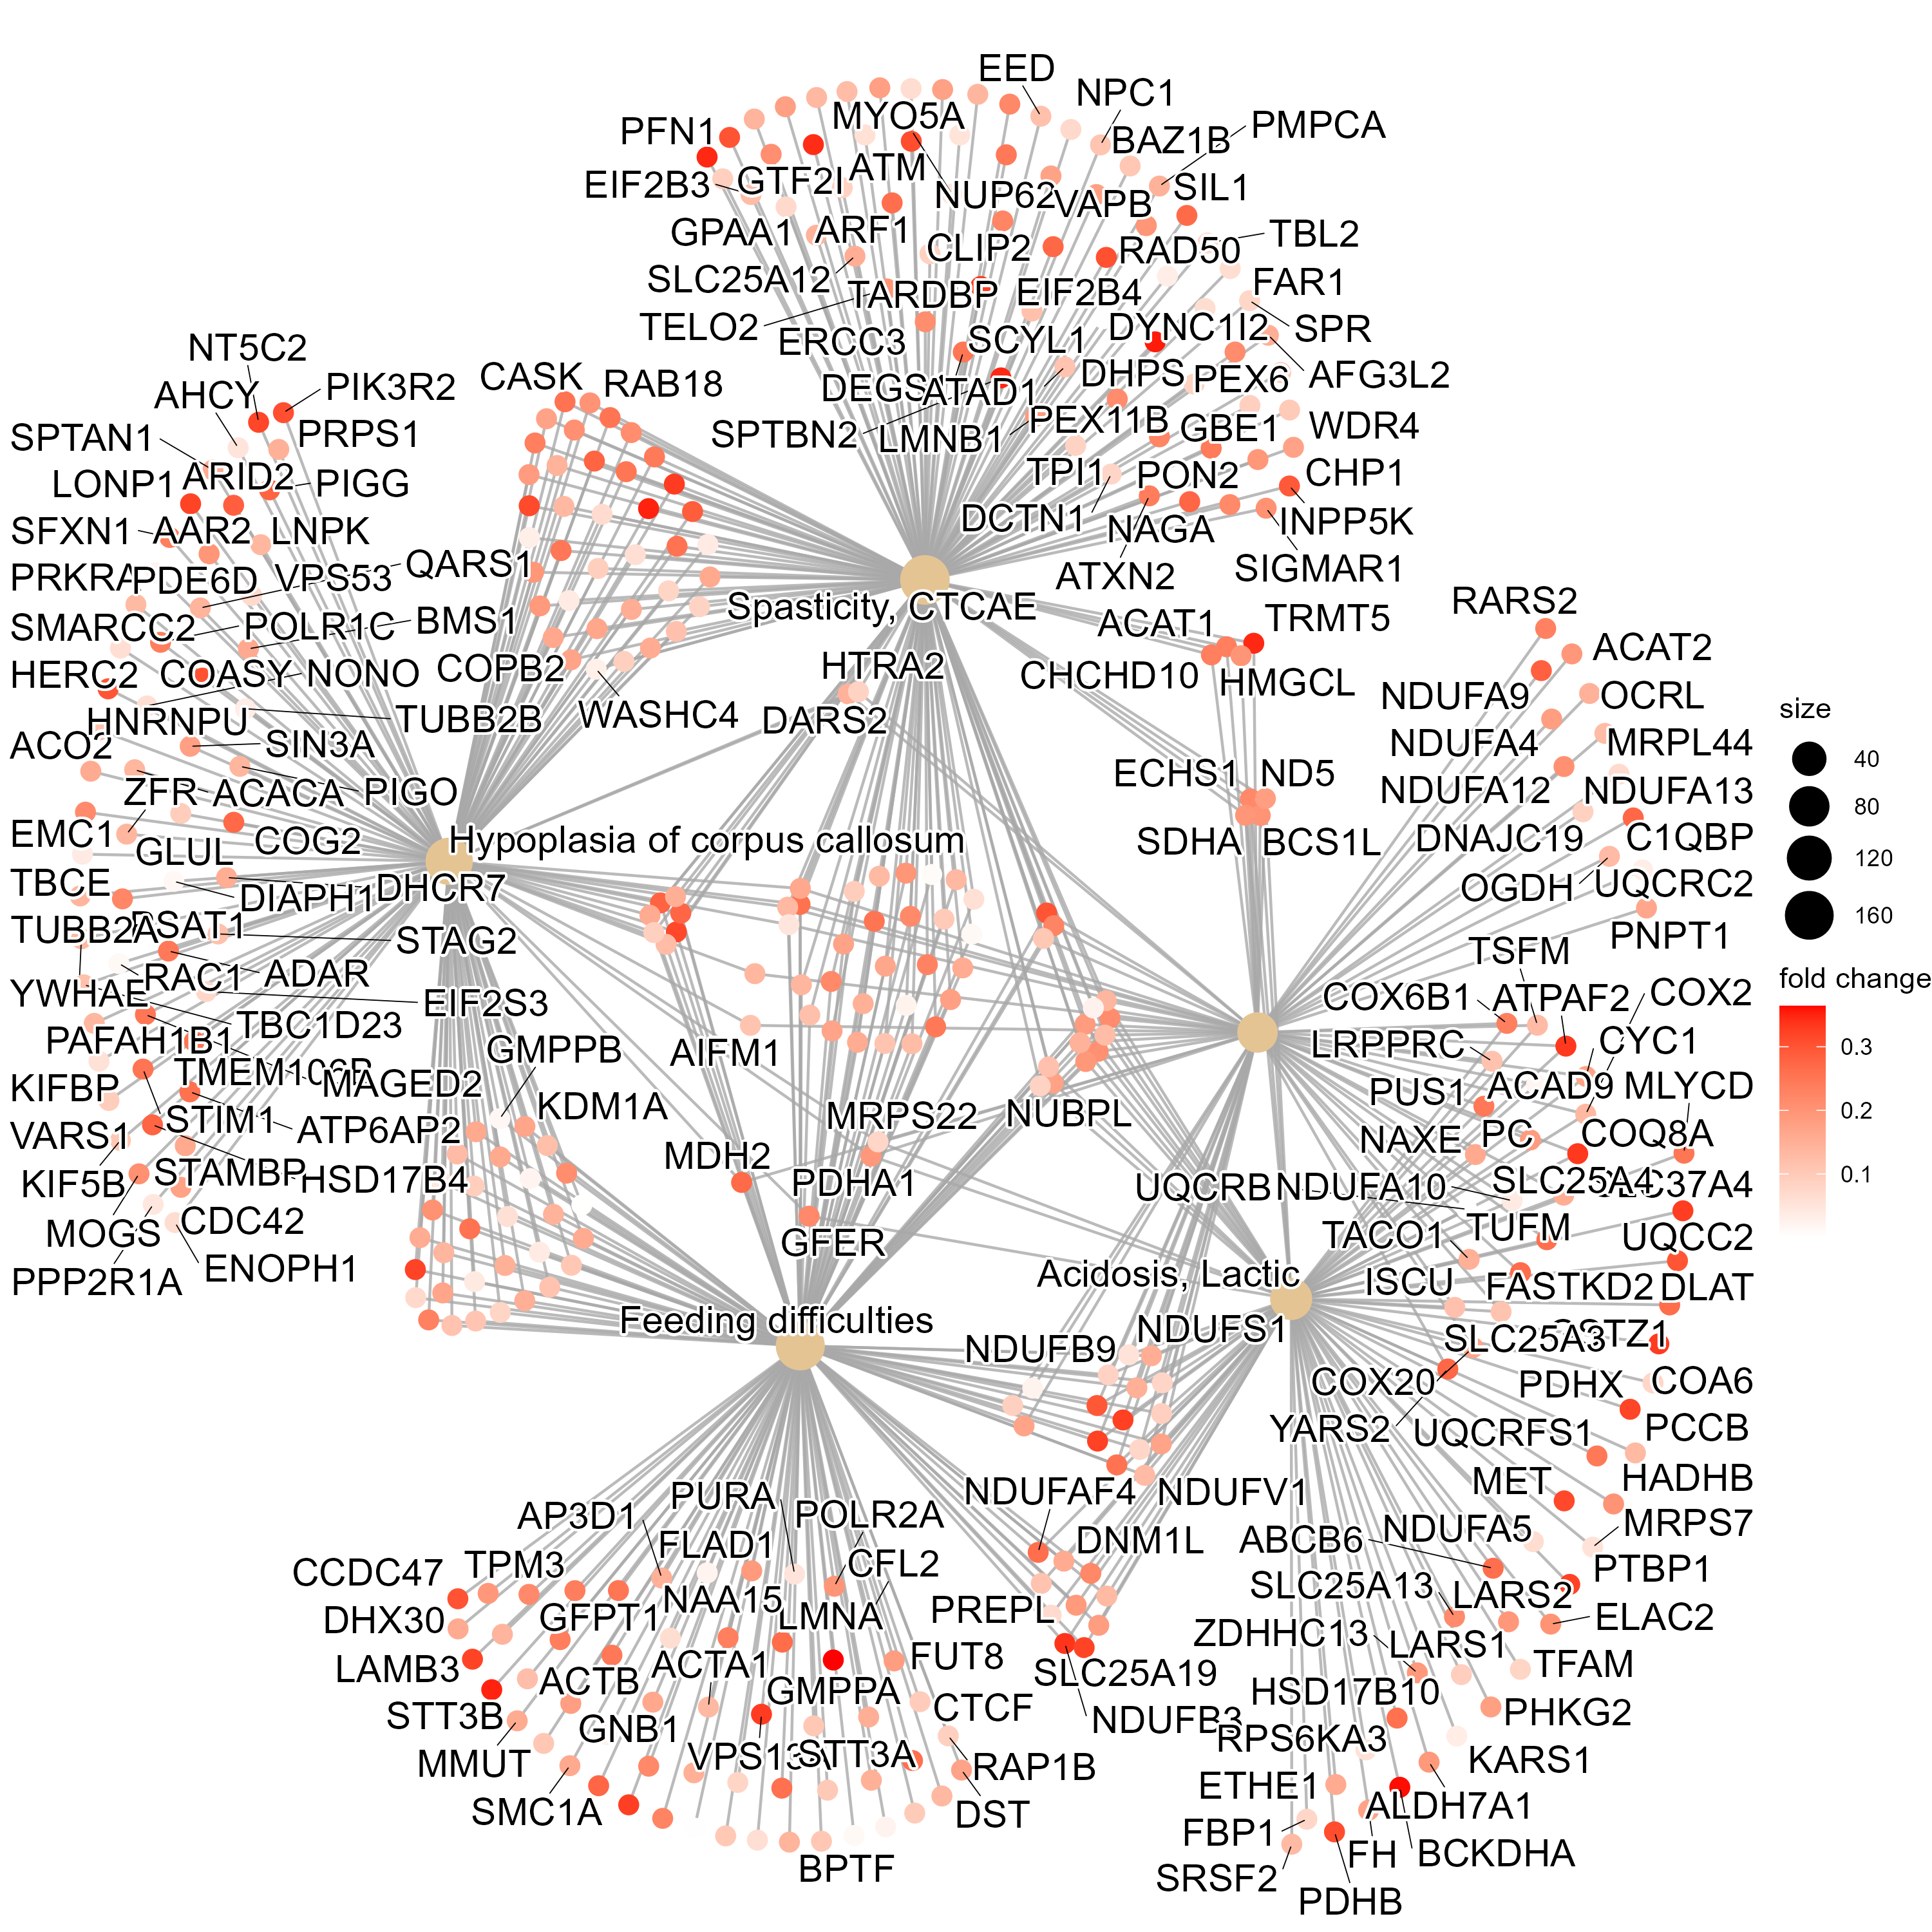 EED
NPC1
PFN1
MYO5A
BAZ1B
PMPCA
EIF2B3
GTF2I
ATM
NUP62
VAPB
SIL1
GPAA1
ARF1
CLIP2
RAD50
TBL2
SLC25A12
TARDBP
EIF2B4
FAR1
TELO2
ERCC3
SCYL1
DYNC1I2
SPR
ATAD1
DHPS
PEX6
AFG3L2
SPTBN2
LMNB1
PEX11B
GBE1
WDR4
TPI1
PON2
CHP1
DCTN1
NAGA
INPP5K
ATXN2
SIGMAR1
NT5C2
AHCY
PIK3R2
CASK
RAB18
SPTAN1
PRPS1
LONP1
ARID2
PIGG
SFXN1
AAR2
LNPK
PDE6D
VPS53
QARS1
SMARCC2
POLR1C
BMS1
HERC2
COASY
NONO
COPB2
HNRNPU
TUBB2B
WASHC4
ACO2
SIN3A
ZFR
ACACA
PIGO
EMC1
GLUL
COG2
TBCE
DIAPH1
DHCR7
TUBB2A
STAG2
RAC1
ADAR
YWHAE
EIF2S3
TBC1D23
PAFAH1B1
GMPPB
MAGED2
KIFBP
KDM1A
VARS1
STIM1
ATP6AP2
KIF5B
STAMBP
HSD17B4
MOGS
CDC42
PPP2R1A
ENOPH1
Spasticity, CTCAE
HTRA2
DARS2
ACAT1
TRMT5
CHCHD10
HMGCL
ECHS1
ND5
SDHA
BCS1L
Hypoplasia of corpus callosum
AIFM1
MRPS22
NUBPL
MDH2
PDHA1
GFER
RARS2
ACAT2
NDUFA9
OCRL
NDUFA4
MRPL44
NDUFA12
NDUFA13
DNAJC19
C1QBP
OGDH
UQCRC2
PNPT1
TSFM
COX6B1
ATPAF2
COX2
LRPPRC
CYC1
PUS1
ACAD9
MLYCD
NAXE
PC
COQ8A
UQCRB
NDUFA10
SLC25A4
TACO1
TUFM
UQCC2
Acidosis, Lactic
ISCU
FASTKD2
DLAT
Feeding difficulties
NDUFB9
NDUFS1
SLC25A3
COX20
PDHX
COA6
YARS2
UQCRFS1
PCCB
MET
HADHB
NDUFAF4
NDUFV1
DNM1L
ABCB6
NDUFA5
MRPS7
PTBP1
SLC25A13
LARS2
ELAC2
ZDHHC13
LARS1
TFAM
HSD17B10
PHKG2
RPS6KA3
KARS1
ETHE1
ALDH7A1
FBP1
FH
BCKDHA
SRSF2
PDHB
PURA
AP3D1
POLR2A
CCDC47
TPM3
FLAD1
CFL2
DHX30
GFPT1
NAA15
LMNA
PREPL
LAMB3
ACTB
ACTA1
FUT8
SLC25A19
STT3B
GMPPA
CTCF
NDUFB3
MMUT
GNB1
STT3A
RAP1B
SMC1A
DST
BPTF
size
40
80
120
160
fold change
0.3
0.2
0.1